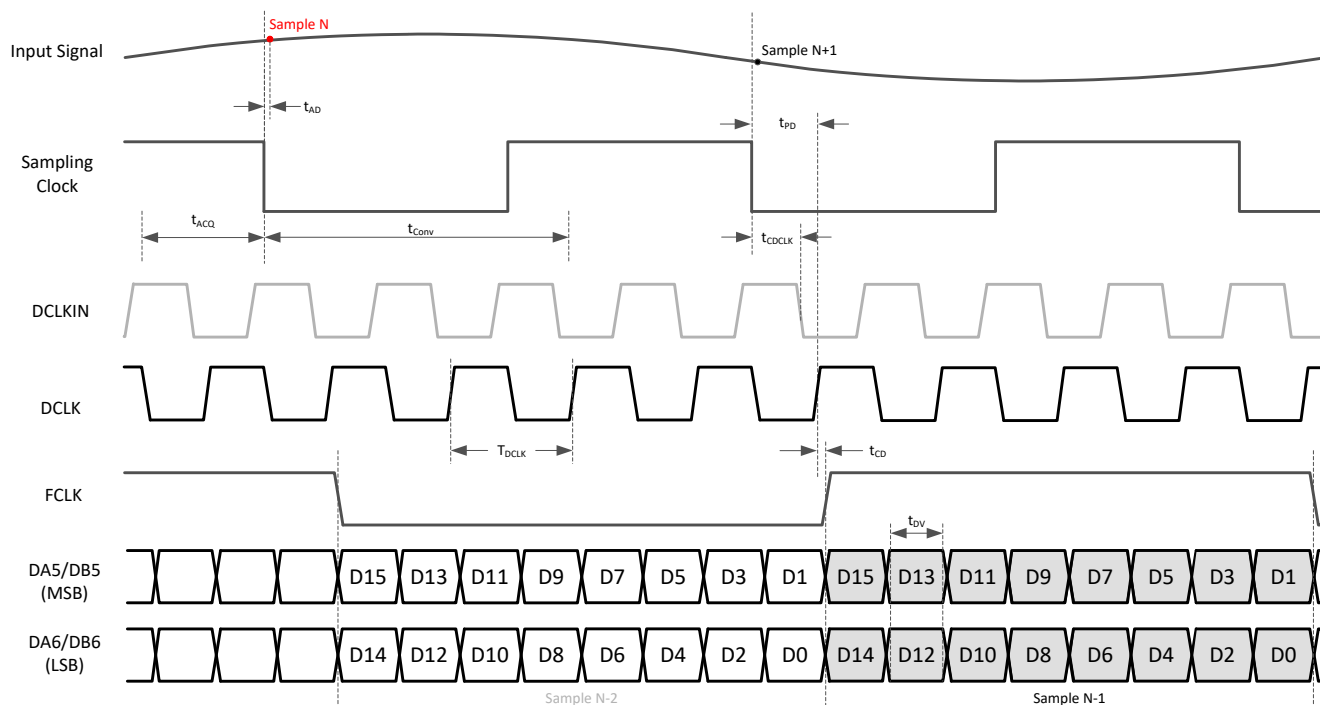 Sample N
Input Signal
Sample N+1
tAD
tPD
Sampling
Clock
tACQ
tConv
tCDCLK
DCLKIN
DCLK
TDCLK
tCD
FCLK
tDV
DA5/DB5
(MSB)
D15 D13 D11 D9 D7 D5 D3 D1 D15 D13 D11 D9 D7 D5 D3 D1
DA6/DB6
(LSB)
D14 D12 D10 D8 D6 D4 D2 D0 D14 D12 D10 D8 D6 D4 D2 D0
Sample N-2
Sample N-1